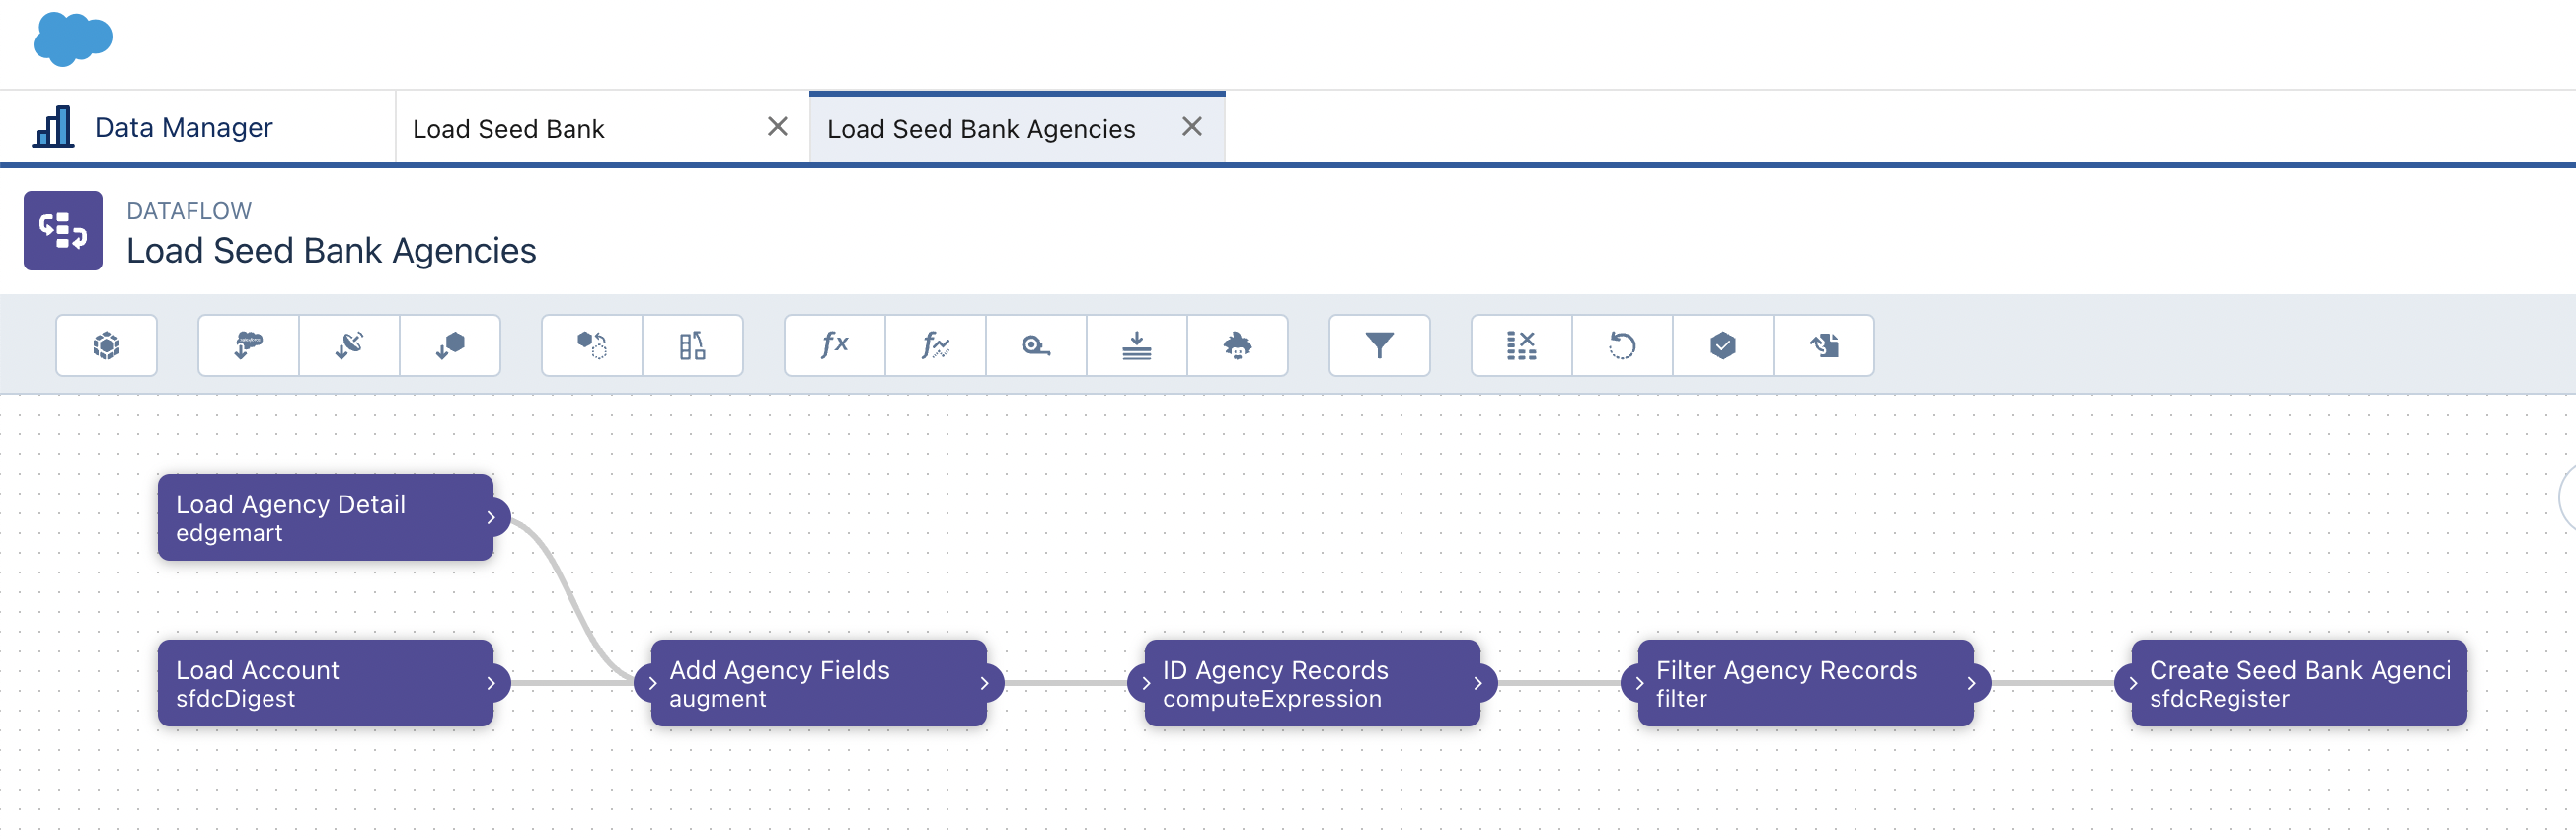 Data Manager
Load Seed Bank
Load Seed Bank Agencies
DATAFLOW
Load Seed Bank Agencies
fx
f
Load Agency Detail
edgemart
Load Account
sfdcDigest
Add Agency Fields
augment
ID Agency Records
computeExpression
Filter Agency Records
filter
Create Seed Bank Agenci
sfdcRegister